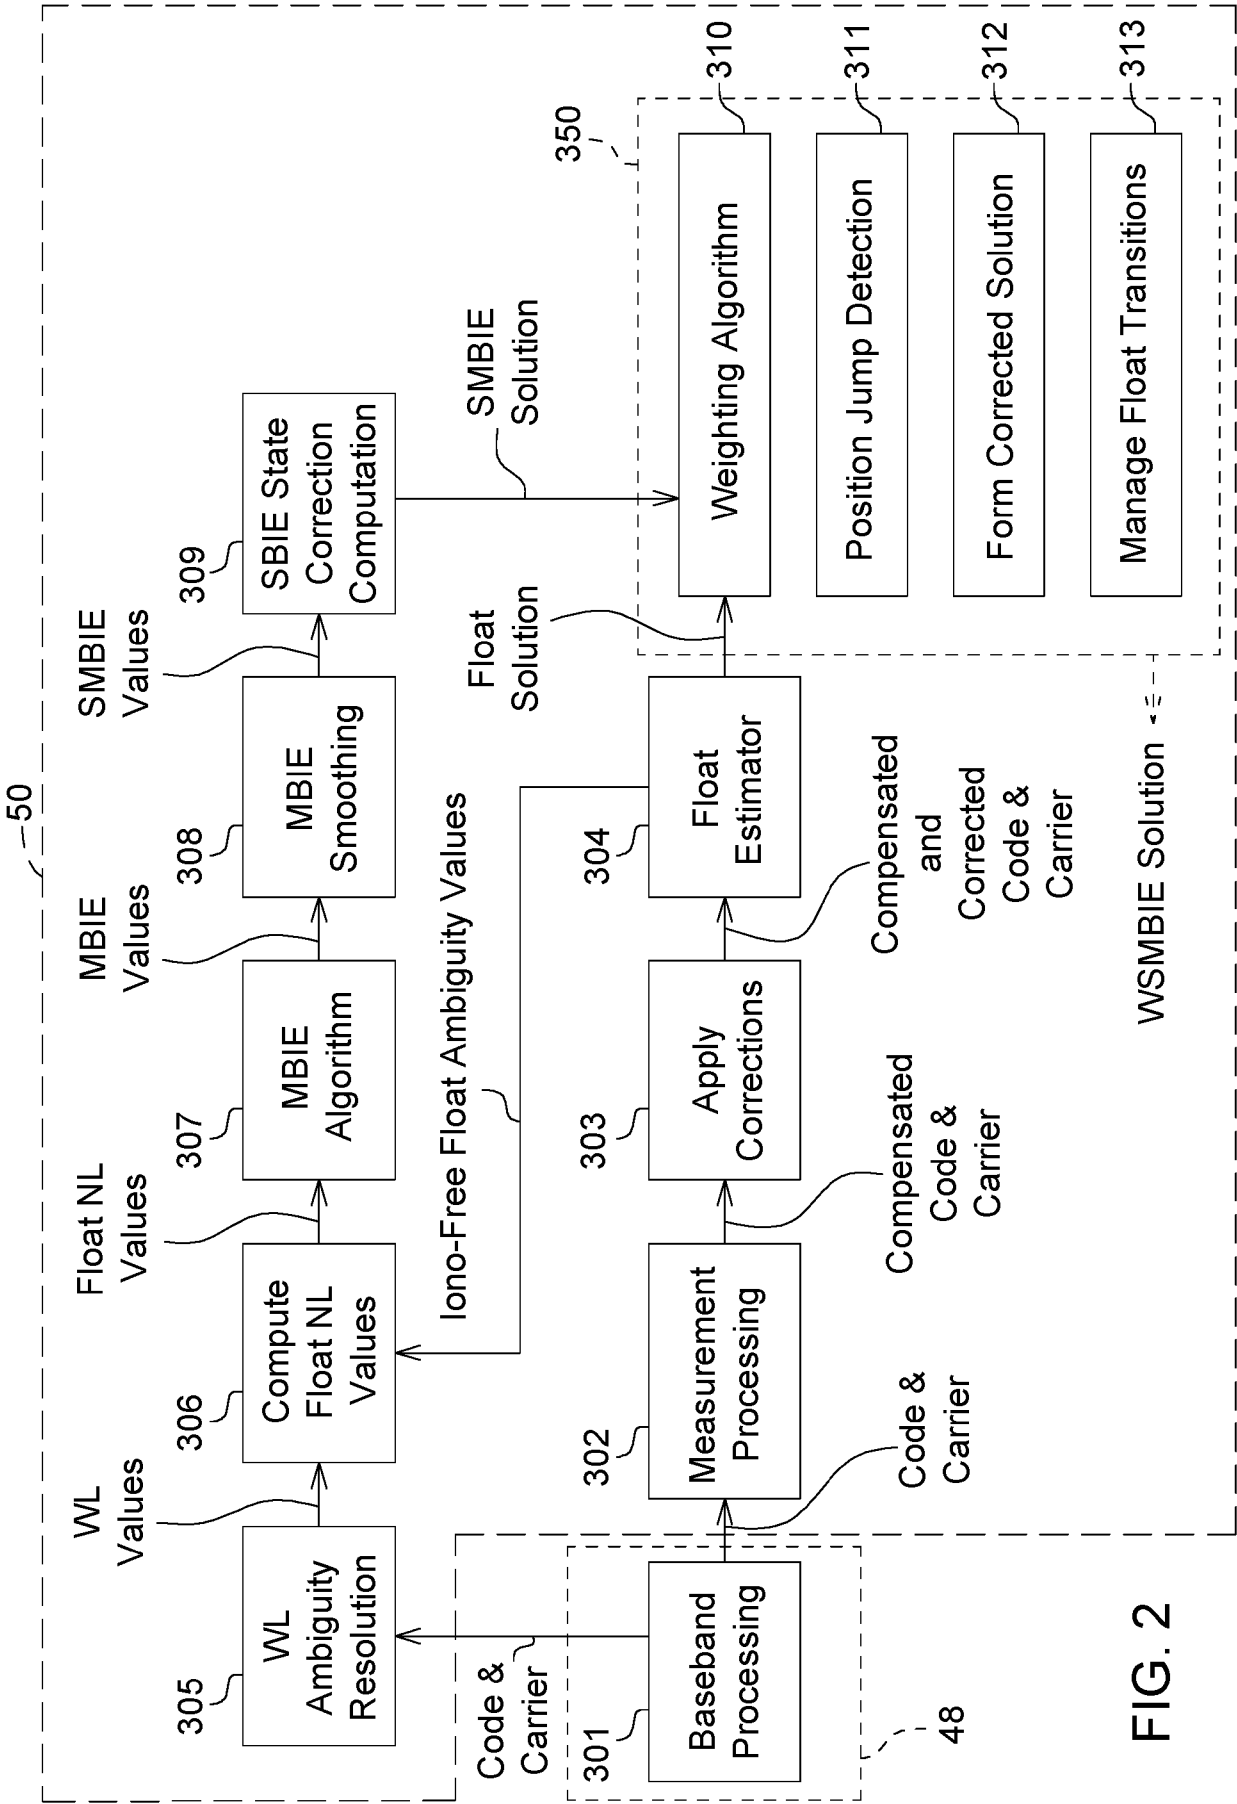 50
SMBIE
Values
MBIE
Values
Float NL
Values
WL
Values
305
WL
Ambiguity
Resolution
306
Compute
Float NL
Values
307
MBIE
Algorithm
308
MBIE
Smoothing
309
SBIE State
Correction
Computation
Code &
Carrier
Iono-Free Float Ambiguity Values
Float
Solution
SMBIE
Solution
301
Baseband
Processing
302
Measurement
Processing
303
Apply
Corrections
304
Float
Estimator
350
Weighting Algorithm
310
Position Jump Detection
311
Form Corrected Solution
312
Manage Float Transitions
313
48
Code &
Carrier
Compensated
Code &
Carrier
Compensated
and
Corrected
Code &
Carrier
WSMBIE Solution
FIG. 2